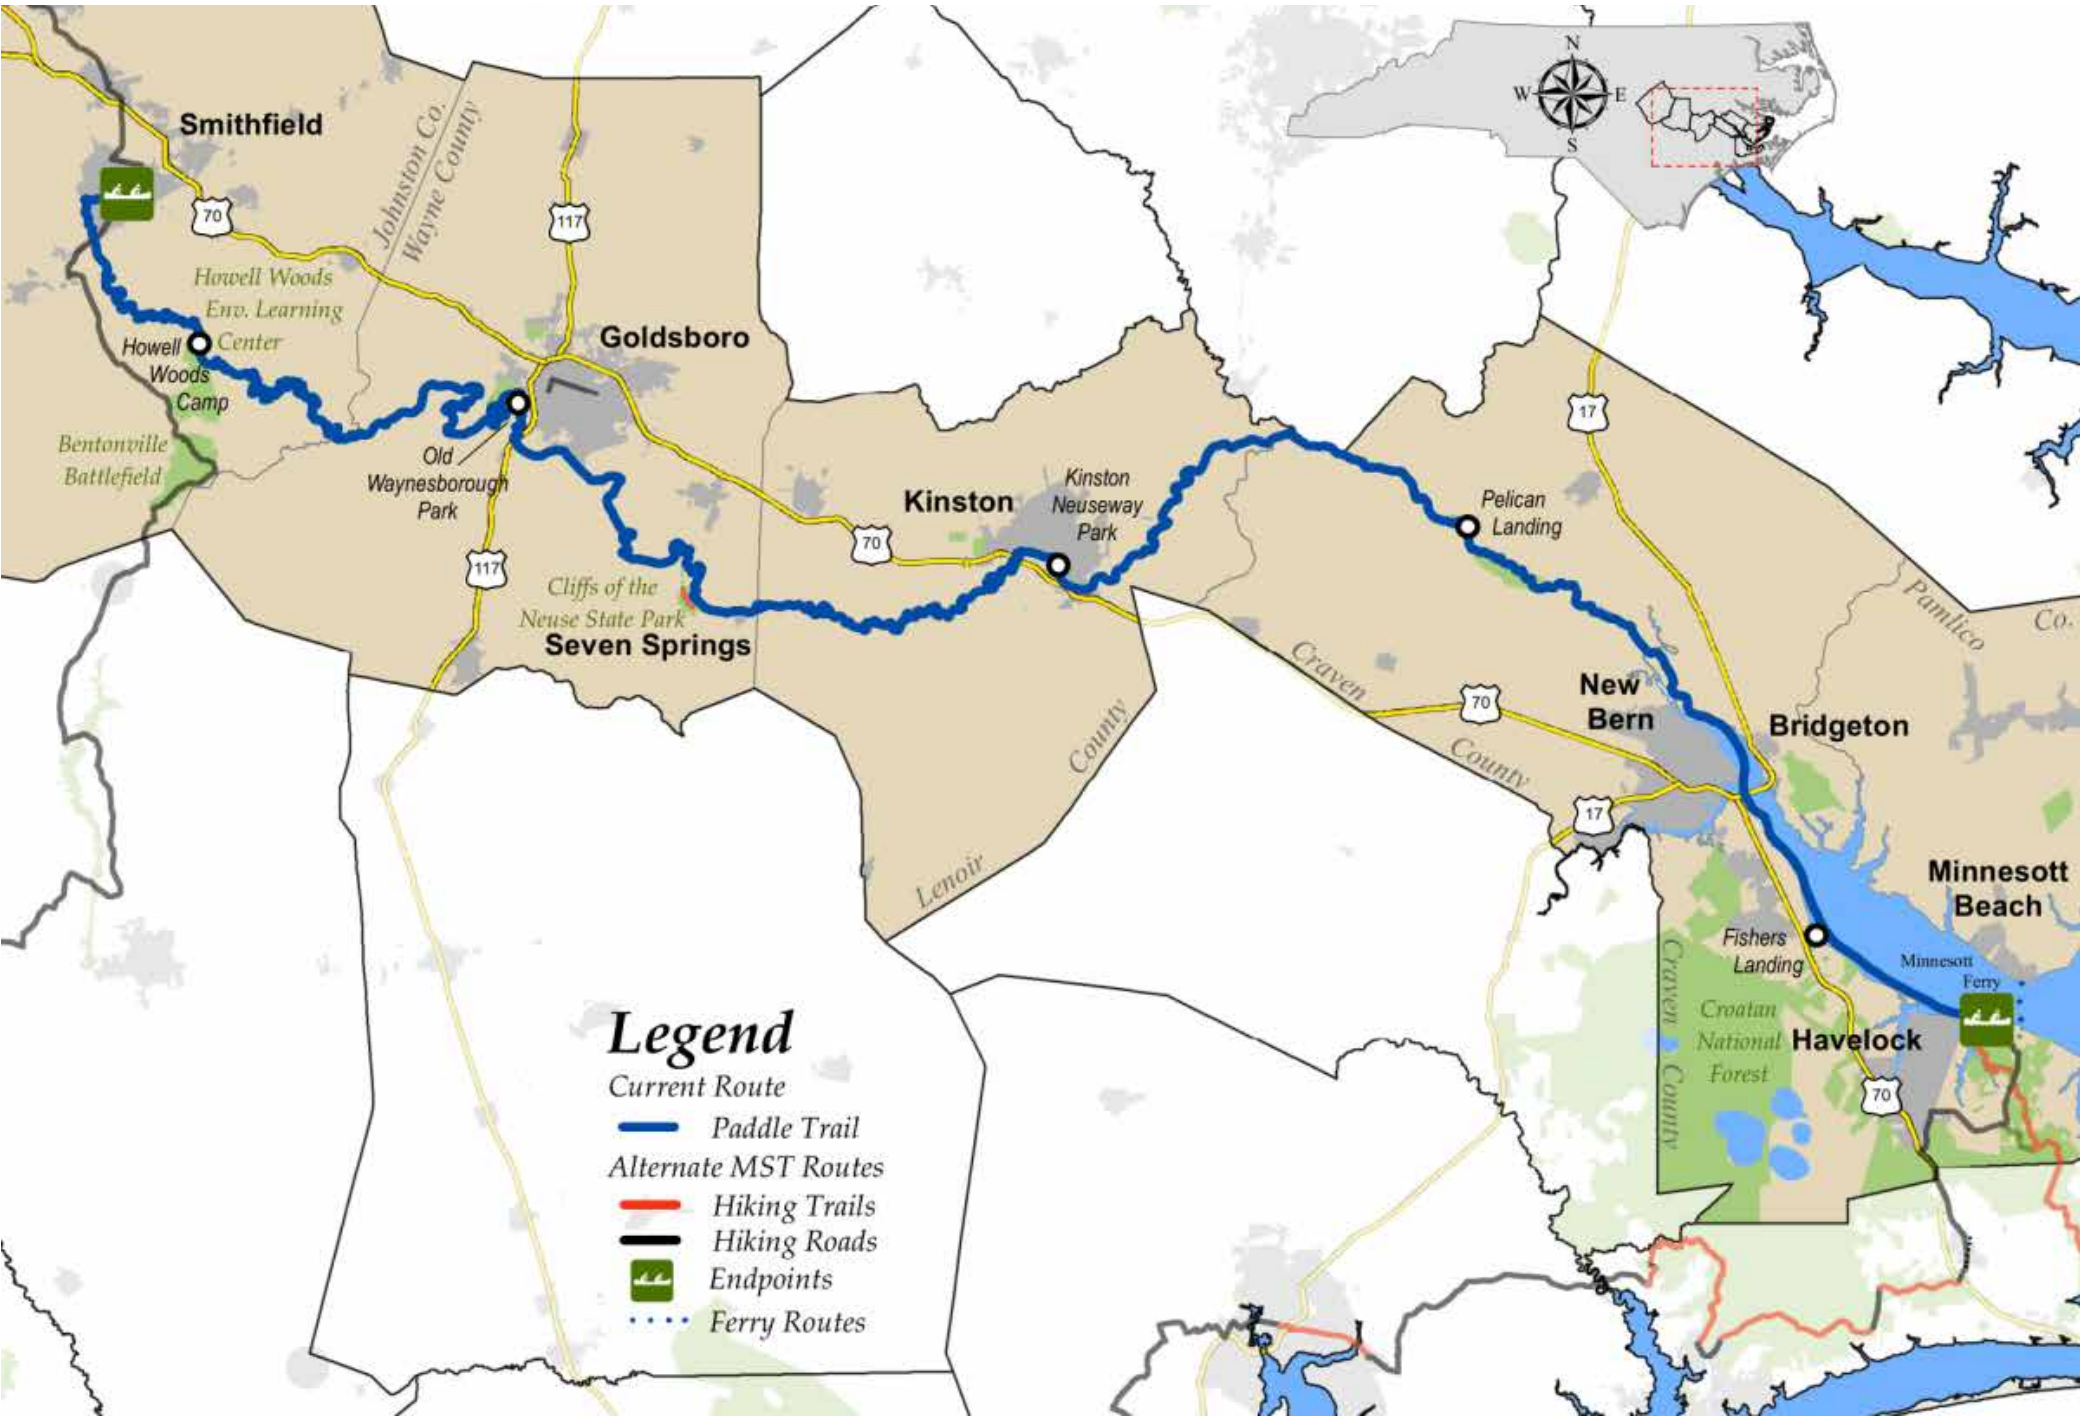 N
W
E
S
Smithfield
Johnston Co.
Wayne County
70
117
17
Howell Woods
Env. Learning
Center
Howell
Woods
Camp
Goldsboro
Bentonville
Battlefield
Old
Waynesborough
Park
117
Kinston
Kinston
Neuseway
Park
70
Pelican
Landing
Cliffs of the
Neuse State Park
Seven Springs
Pamlico
Co.
Craven
County
70
New
Bern
Bridgeton
Lenoir
County
17
Minnesott
Beach
Fishers
Landing
Minnesott
Ferry
Craven County
Croatan
National
Forest
Havelock
70
Legend
Current Route
Paddle Trail
Alternate MST Routes
Hiking Trails
Hiking Roads
Endpoints
Ferry Routes